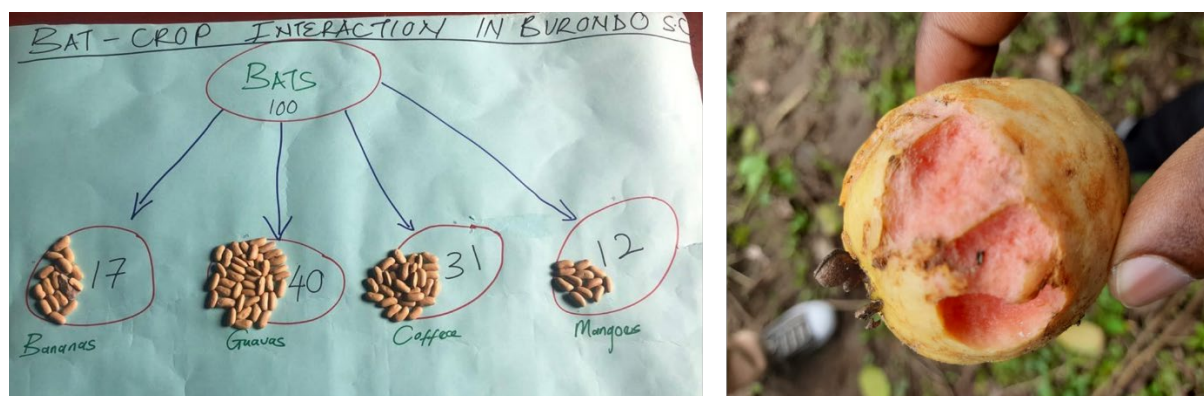 BAT-CROP INTERACTION IN BURONDO
BATS
100
17
40
31
12
Bananas
Guavas
Coffee
Mangoes